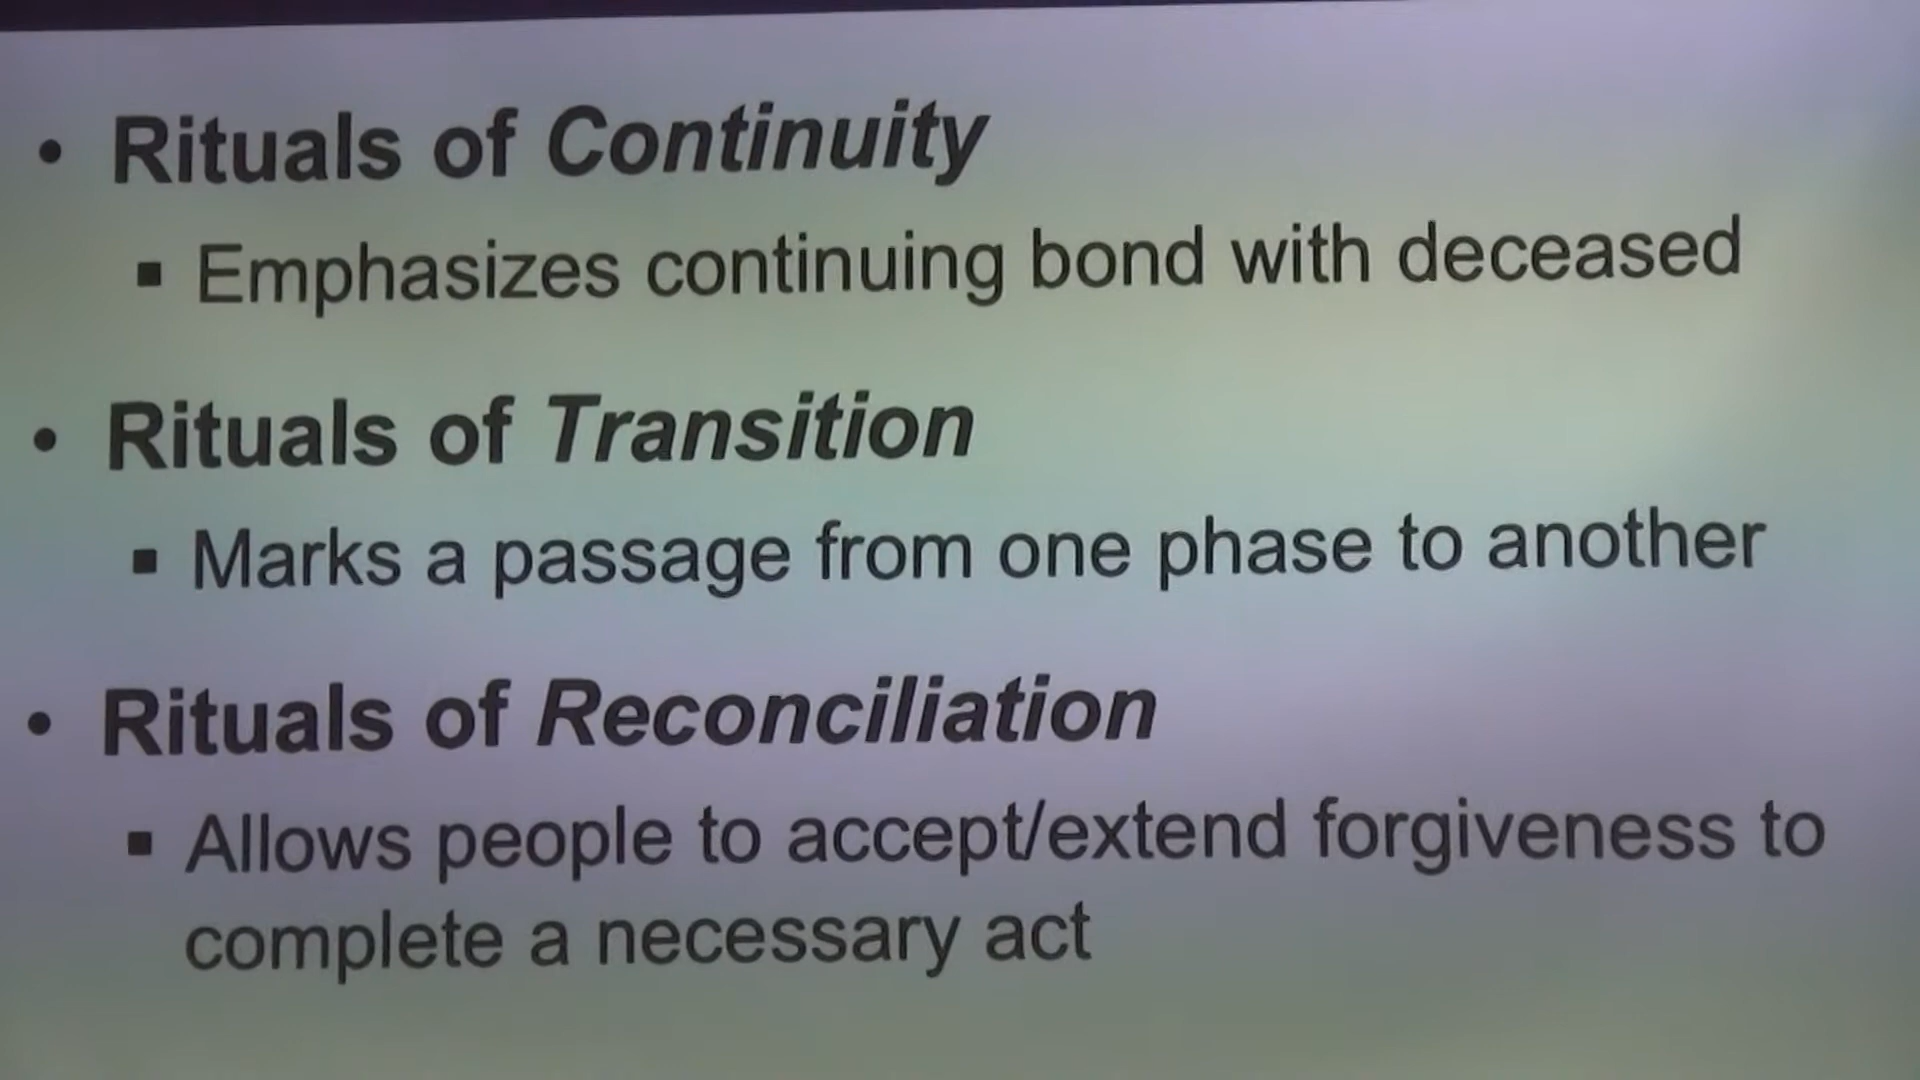 • Rituals of Continuity
▪ Emphasizes continuing bond with deceased
• Rituals of Transition
▪ Marks a passage from one phase to another
• Rituals of Reconciliation
▪ Allows people to accept/extend forgiveness to
complete a necessary act